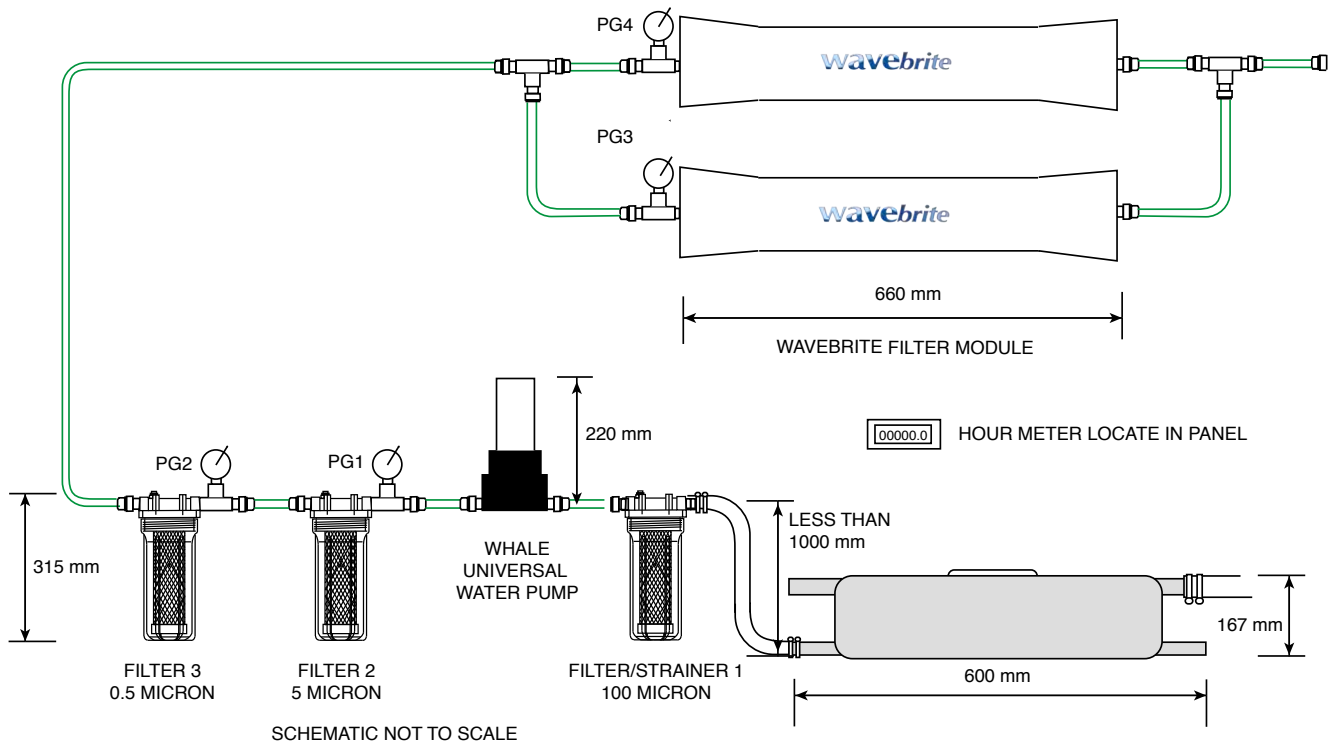 PG4
wavebrite
PG3
wavebrite
660 mm
WAVEBRITE FILTER MODULE
220 mm
00000.0
HOUR METER LOCATE IN PANEL
PG2
PG1
LESS THAN
1000 mm
315 mm
WHALE
UNIVERSAL
WATER PUMP
167 mm
FILTER 3
0.5 MICRON
FILTER 2
5 MICRON
FILTER/STRAINER 1
100 MICRON
600 mm
SCHEMATIC NOT TO SCALE